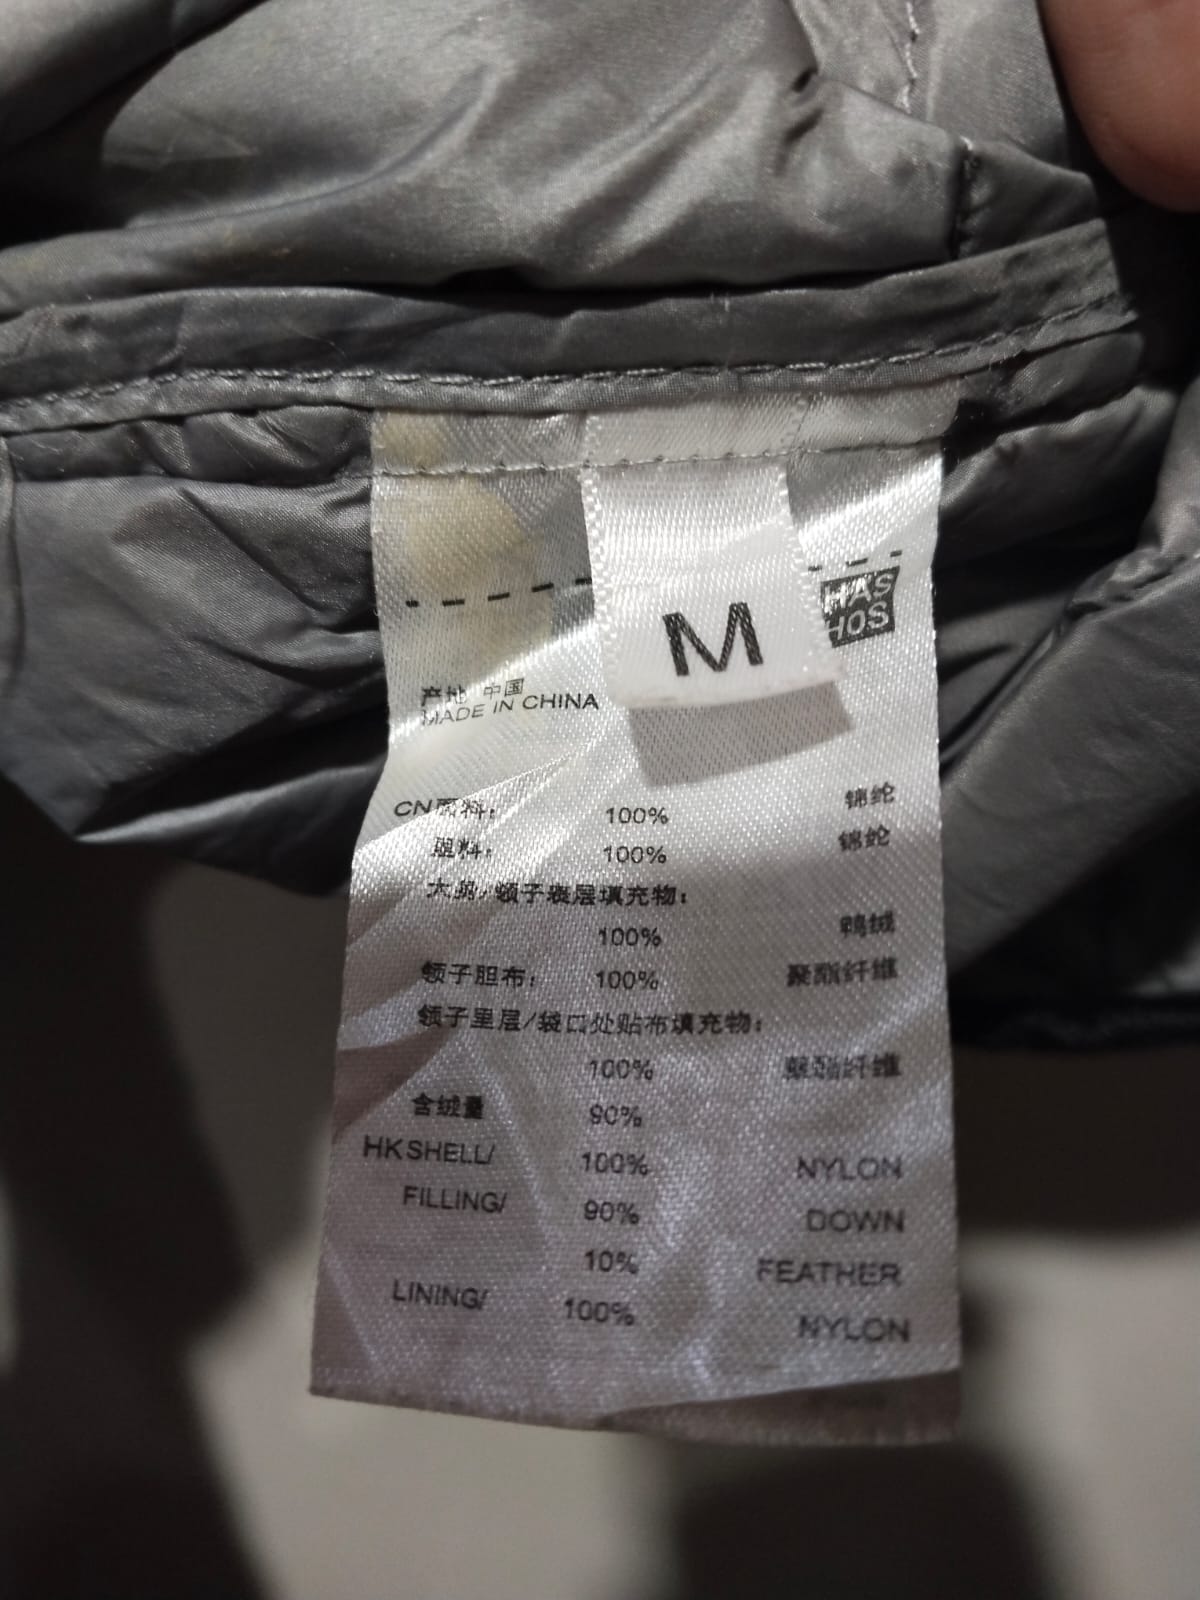 M
HAS
HOS
产地 中国
MADE IN CHINA
CN面料: 100% 锦纶
里料: 100% 锦纶
大身/领子表层填充物:
100% 鸭绒
领子胆布: 100% 聚酯纤维
领子里层/袋口处贴布填充物:
100% 聚酯纤维
含绒量 90%
HK SHELL/ 100% NYLON
FILLING/ 90% DOWN
10% FEATHER
LINING/ 100% NYLON